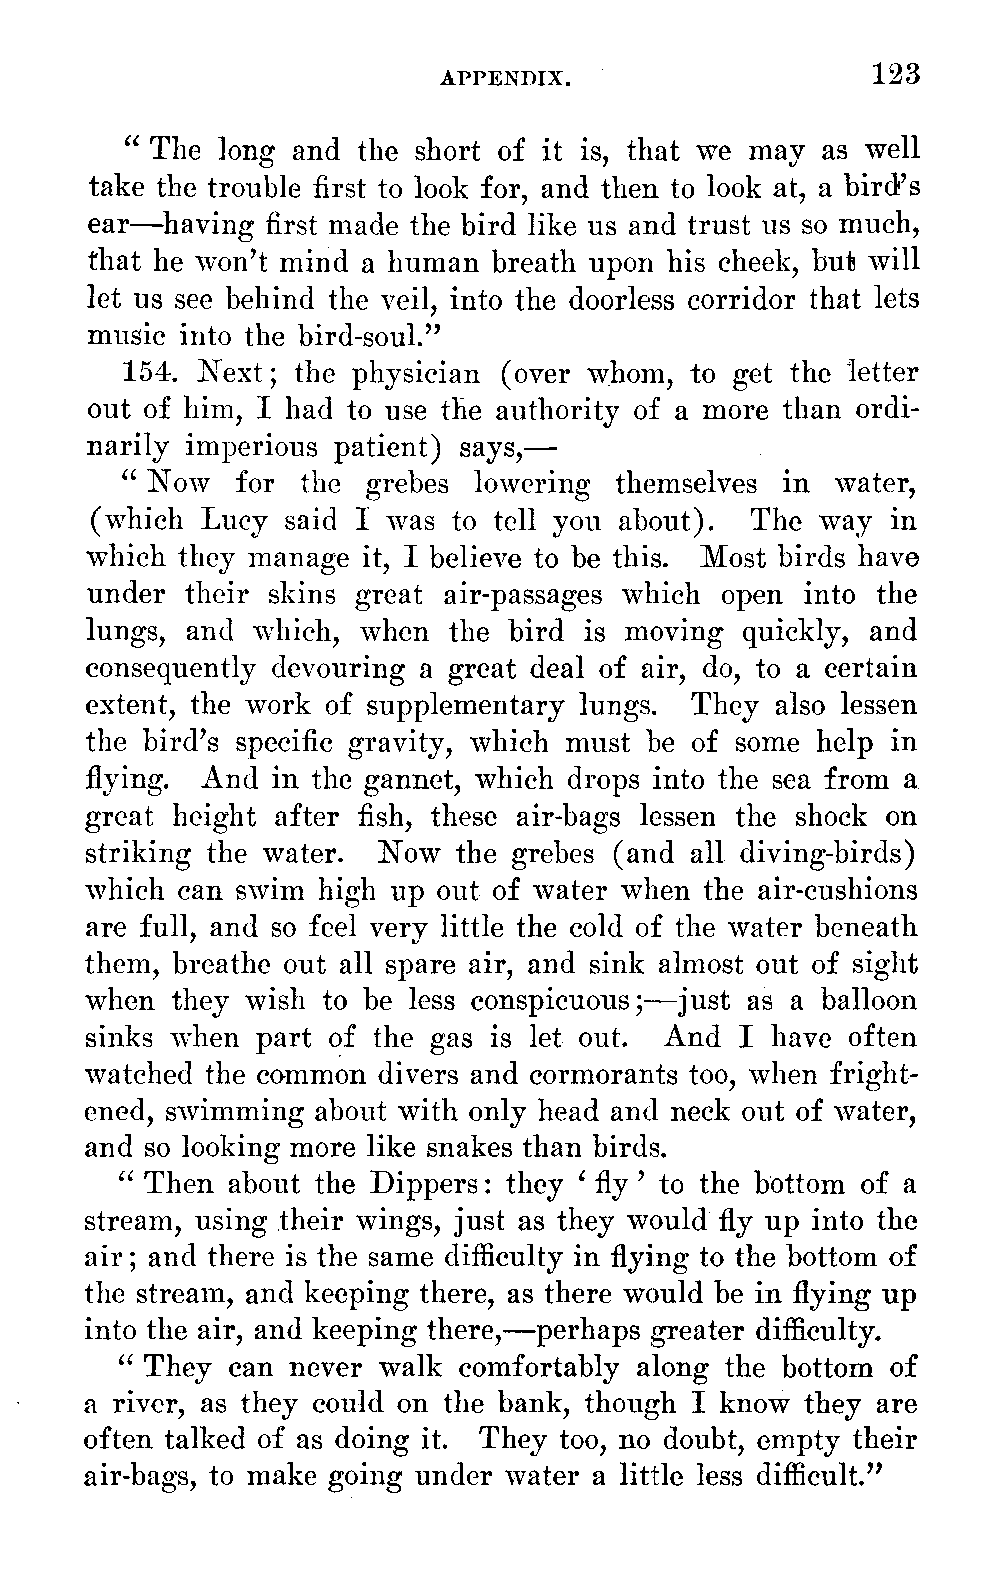 APPENDIX. 123
“ The long and the short of it is, that we may as well
take the trouble first to look for, and then to look at, a bird’s
ear—having first made the bird like us and trust us so much,
that he won’t mind a human breath upon his cheek, but will
let us see behind the veil, into the doorless corridor that lets
music into the bird-soul.”
154. Next; the physician (over whom, to get the letter
out of him, I had to use the authority of a more than ordi-
narily imperious patient) says,—
“ Now for the grebes lowering themselves in water,
(which Lucy said I was to tell you about). The way in
which they manage it, I believe to be this. Most birds have
under their skins great air-passages which open into the
lungs, and which, when the bird is moving quickly, and
consequently devouring a great deal of air, do, to a certain
extent, the work of supplementary lungs. They also lessen
the bird’s specific gravity, which must be of some help in
flying. And in the gannet, which drops into the sea from a
great height after fish, these air-bags lessen the shock on
striking the water. Now the grebes (and all diving-birds)
which can swim high up out of water when the air-cushions
are full, and so feel very little the cold of the water beneath
them, breathe out all spare air, and sink almost out of sight
when they wish to be less conspicuous;—just as a balloon
sinks when part of the gas is let out. And I have often
watched the common divers and cormorants too, when fright-
ened, swimming about with only head and neck out of water,
and so looking more like snakes than birds.
“ Then about the Dippers: they ‘ fly ’ to the bottom of a
stream, using their wings, just as they would fly up into the
air; and there is the same difficulty in flying to the bottom of
the stream, and keeping there, as there would be in flying up
into the air, and keeping there,—perhaps greater difficulty.
“ They can never walk comfortably along the bottom of
a river, as they could on the bank, though I know they are
often talked of as doing it. They too, no doubt, empty their
air-bags, to make going under water a little less difficult.”